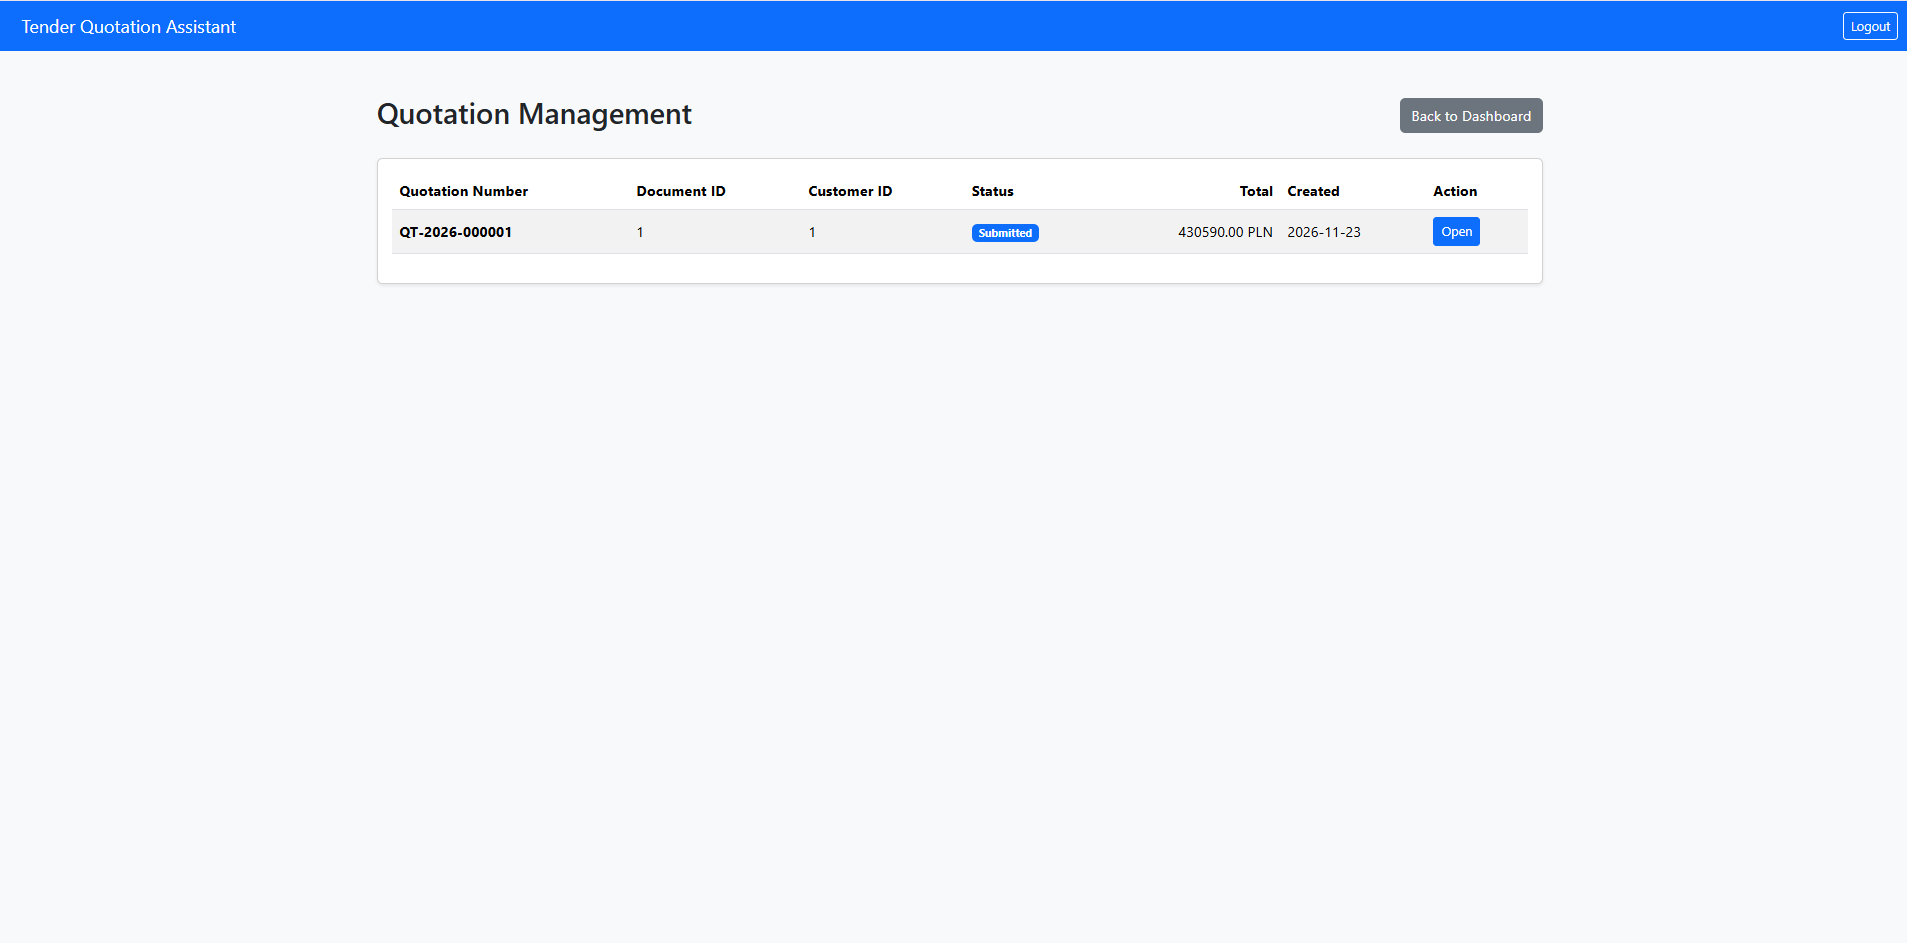 Tender Quotation Assistant Logout
Quotation Management Back to Dashboard
Quotation Number Document ID Customer ID Status Total Created Action
QT-2026-000001 1 1 Submitted 430590.00 PLN 2026-11-23 Open